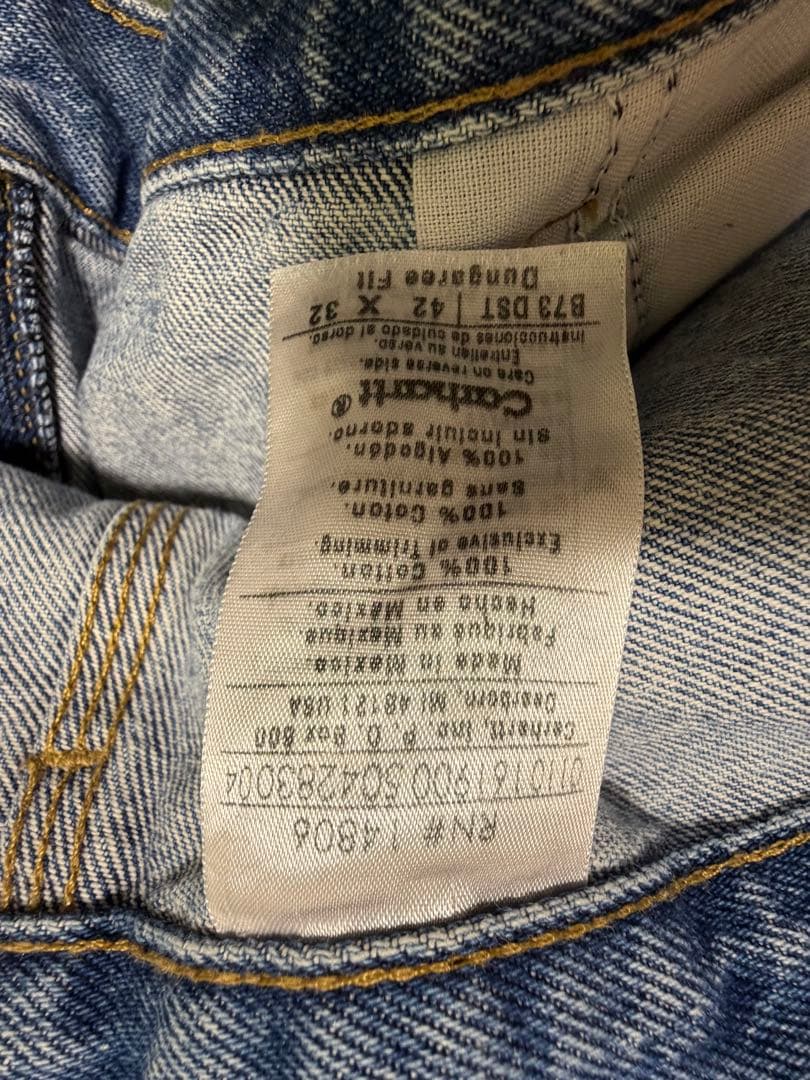 RN# 14806
0110161900 504283004
Carhartt, Inc. P. O. Box 600
Dearborn, MI 48121 USA
Made in Mexico.
Fabriqué au Mexique.
Hecho en México.
100% Cotton
Exclusive of Trimming.
100% Coton.
Sans garniture.
100% Algodón.
Sin incluir adorno.
Carhartt ®
Care on reverse side.
Entretien au verso.
Instrucciones de cuidado al dorso.
B73 DST | 42 X 32
Dungaree Fit